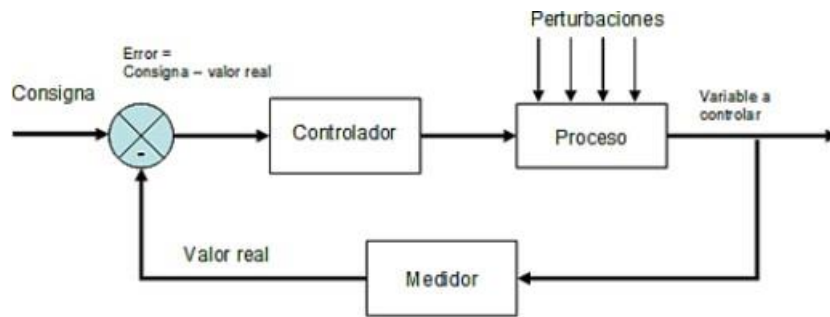 Perturbaciones
Error =
Consigna – valor real
Consigna
Variable a
controlar
Controlador
Proceso
-
Valor real
Medidor